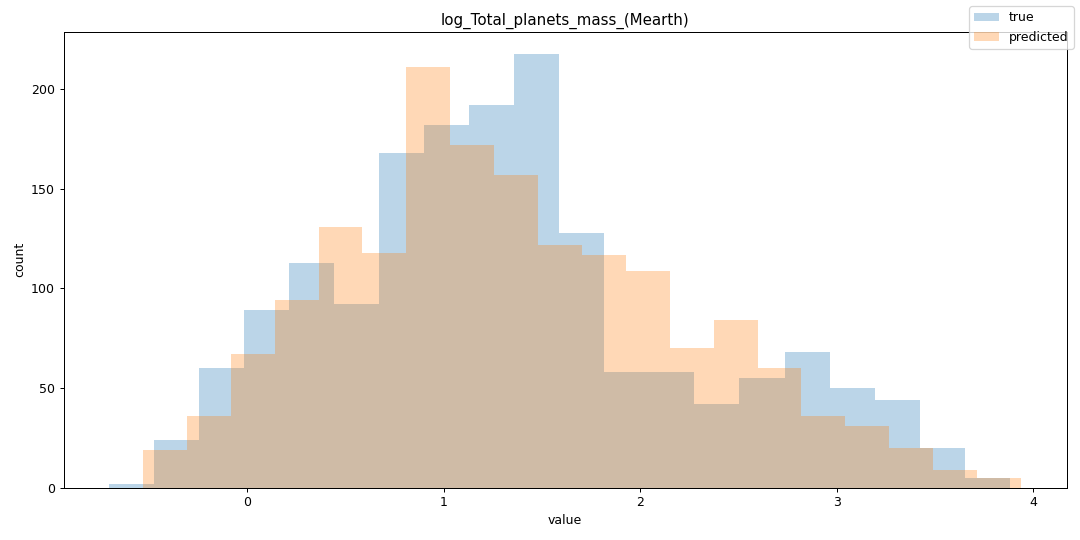 log_Total_planets_mass_(Mearth)
true
predicted
200
150
100
50
0
count
0 1 2 3 4
value